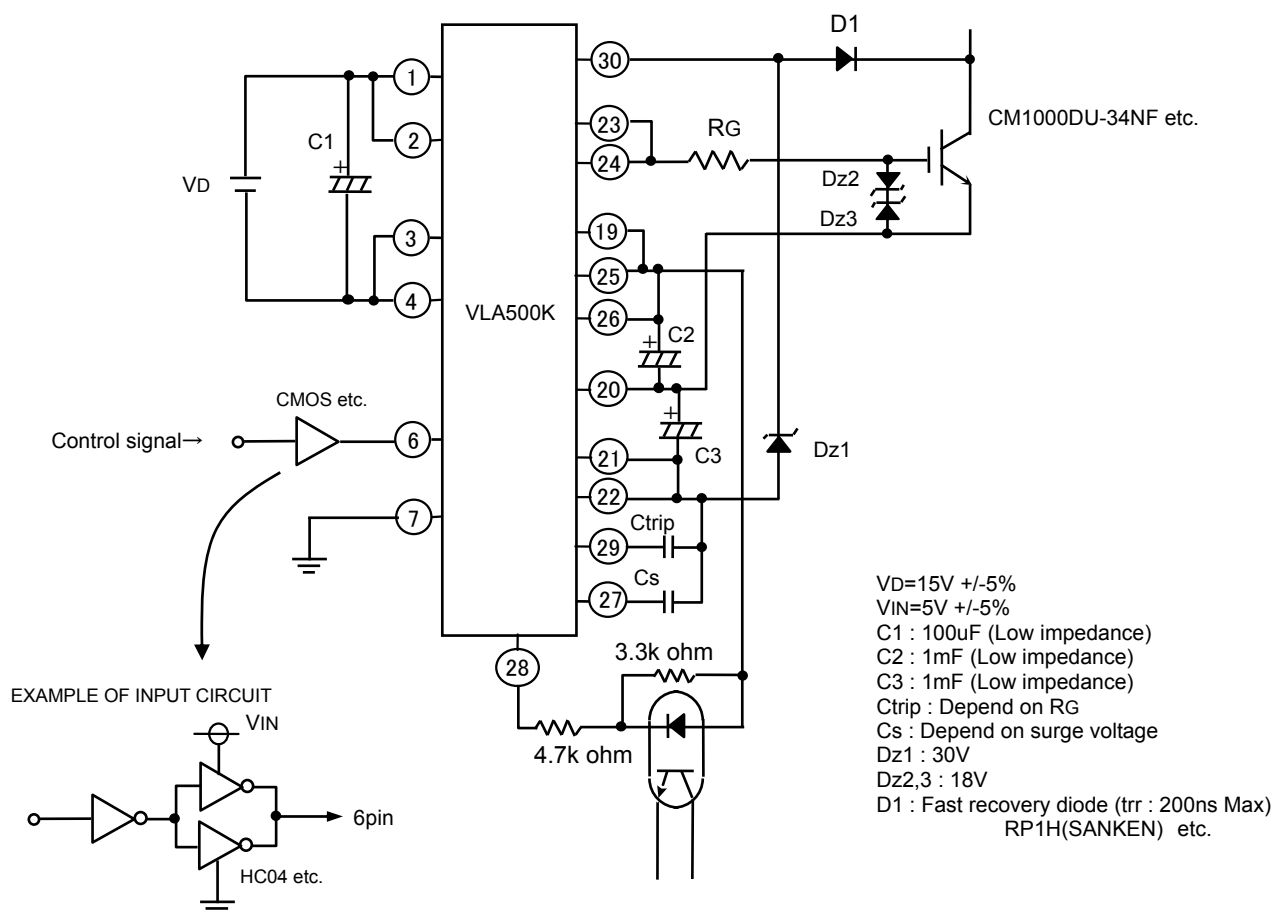 D1
30
1
CM1000DU-34NF etc.
23
RG
C1
2
+
24
VD
Dz2
Dz3
19
3
25
4
VLA500K
26
C2
+
20
CMOS etc.
+
Control signal→
6
C3
Dz1
21
22
7
Ctrip
29
Cs
27
VD=15V +/-5%
VIN=5V +/-5%
C1 : 100uF (Low impedance)
C2 : 1mF (Low impedance)
C3 : 1mF (Low impedance)
Ctrip : Depend on RG
Cs : Depend on surge voltage
Dz1 : 30V
Dz2,3 : 18V
D1 : Fast recovery diode (trr : 200ns Max)
RP1H(SANKEN) etc.
3.3k ohm
28
4.7k ohm
EXAMPLE OF INPUT CIRCUIT
VIN
6pin
HC04 etc.